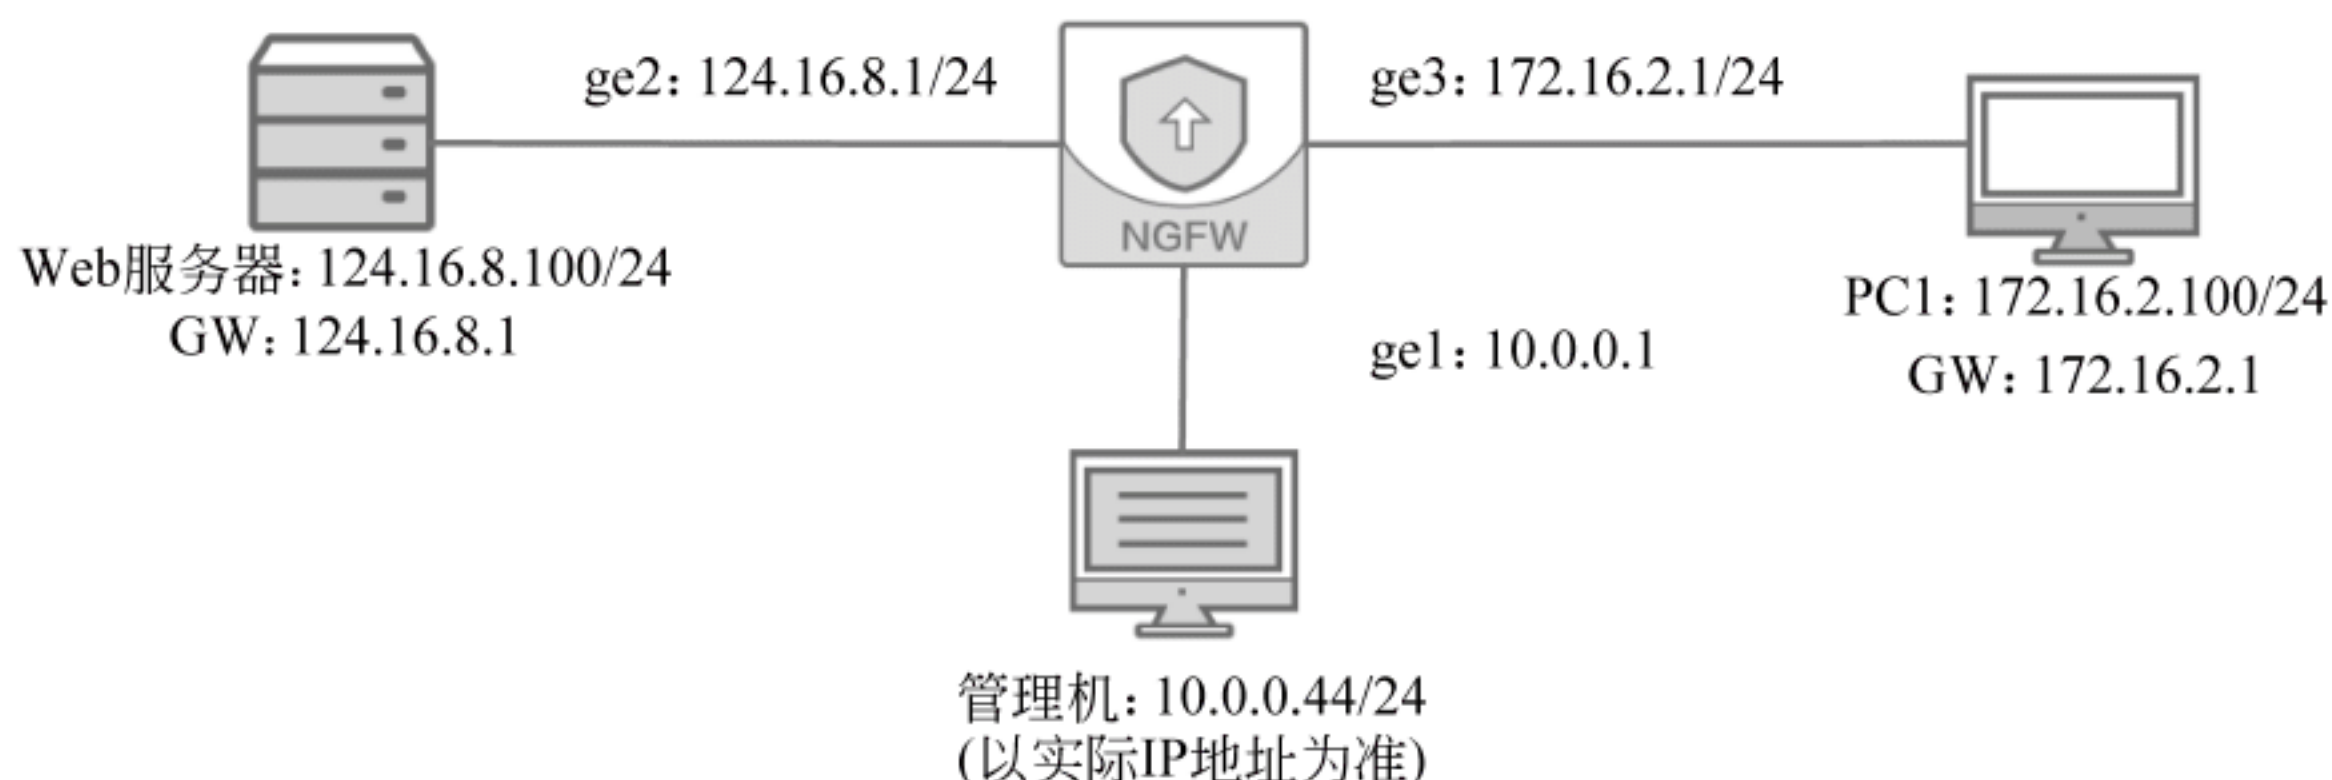 ge2: 124.16.8.1/24
ge3: 172.16.2.1/24
NGFW
Web服务器: 124.16.8.100/24
GW: 124.16.8.1
PC1: 172.16.2.100/24
GW: 172.16.2.1
ge1: 10.0.0.1
管理机: 10.0.0.44/24
(以实际IP地址为准)